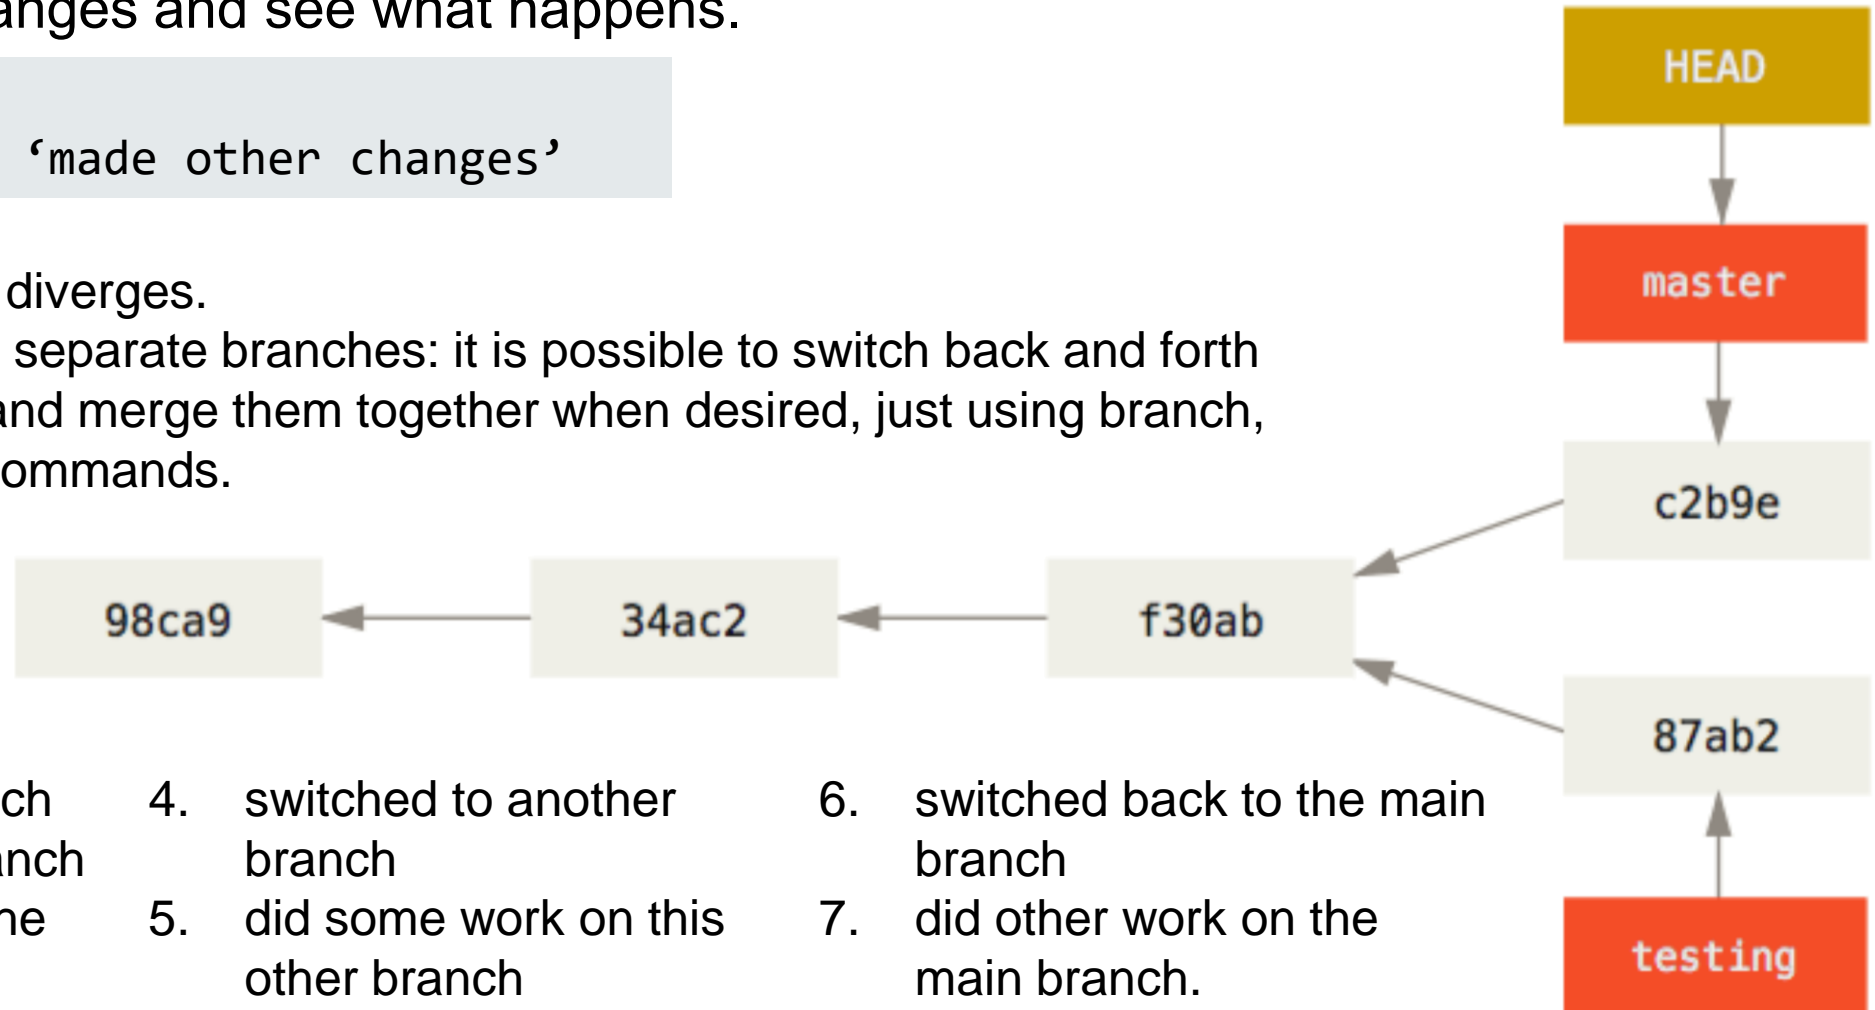 anges and see what happens.
‘made other changes’
diverges.
separate branches: it is possible to switch back and forth
and merge them together when desired, just using branch,
ommands.
HEAD
master
c2b9e
98ca9
34ac2
f30ab
87ab2
testing
ch
anch
he
4. switched to another
branch
5. did some work on this
other branch
6. switched back to the main
branch
7. did other work on the
main branch.